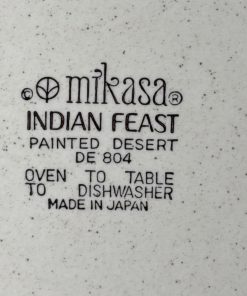 © mikasa®
INDIAN FEAST
PAINTED DESERT
DE 804
OVEN TO TABLE
TO DISHWASHER
MADE IN JAPAN